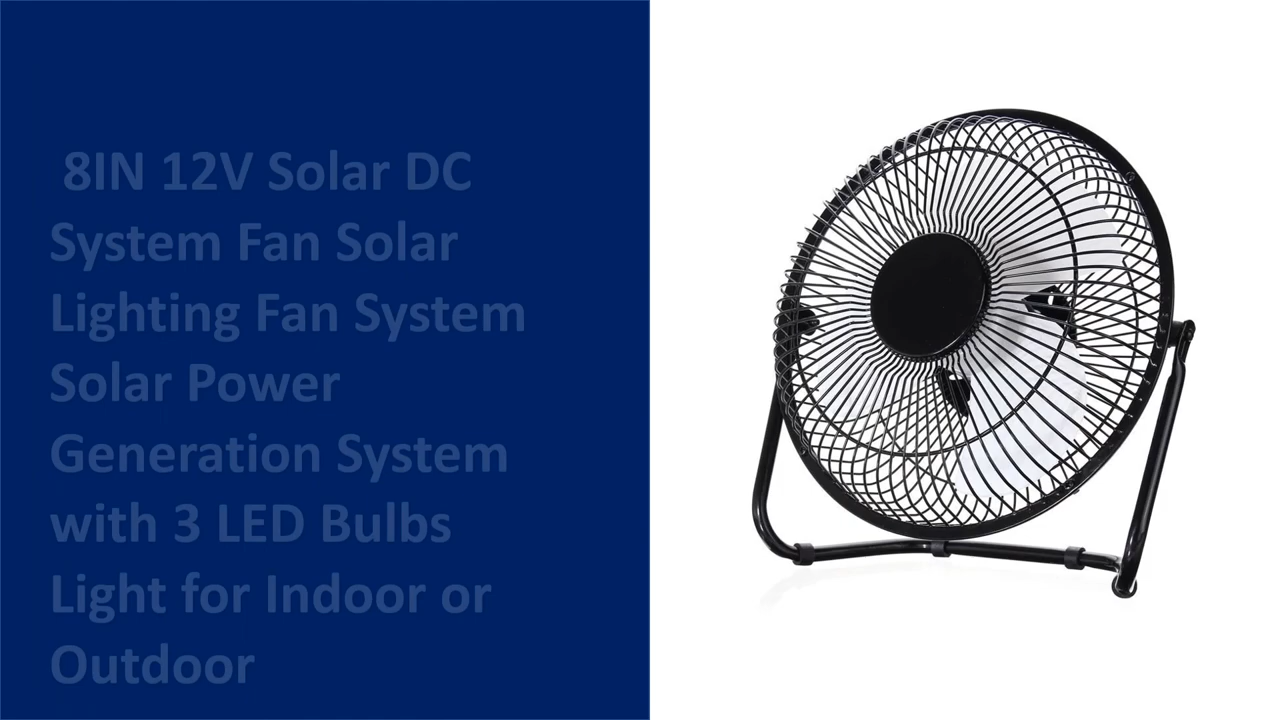 8IN 12V Solar DC
System Fan Solar
Lighting Fan System
Solar Power
Generation System
with 3 LED Bulbs
Light for Indoor or
Outdoor